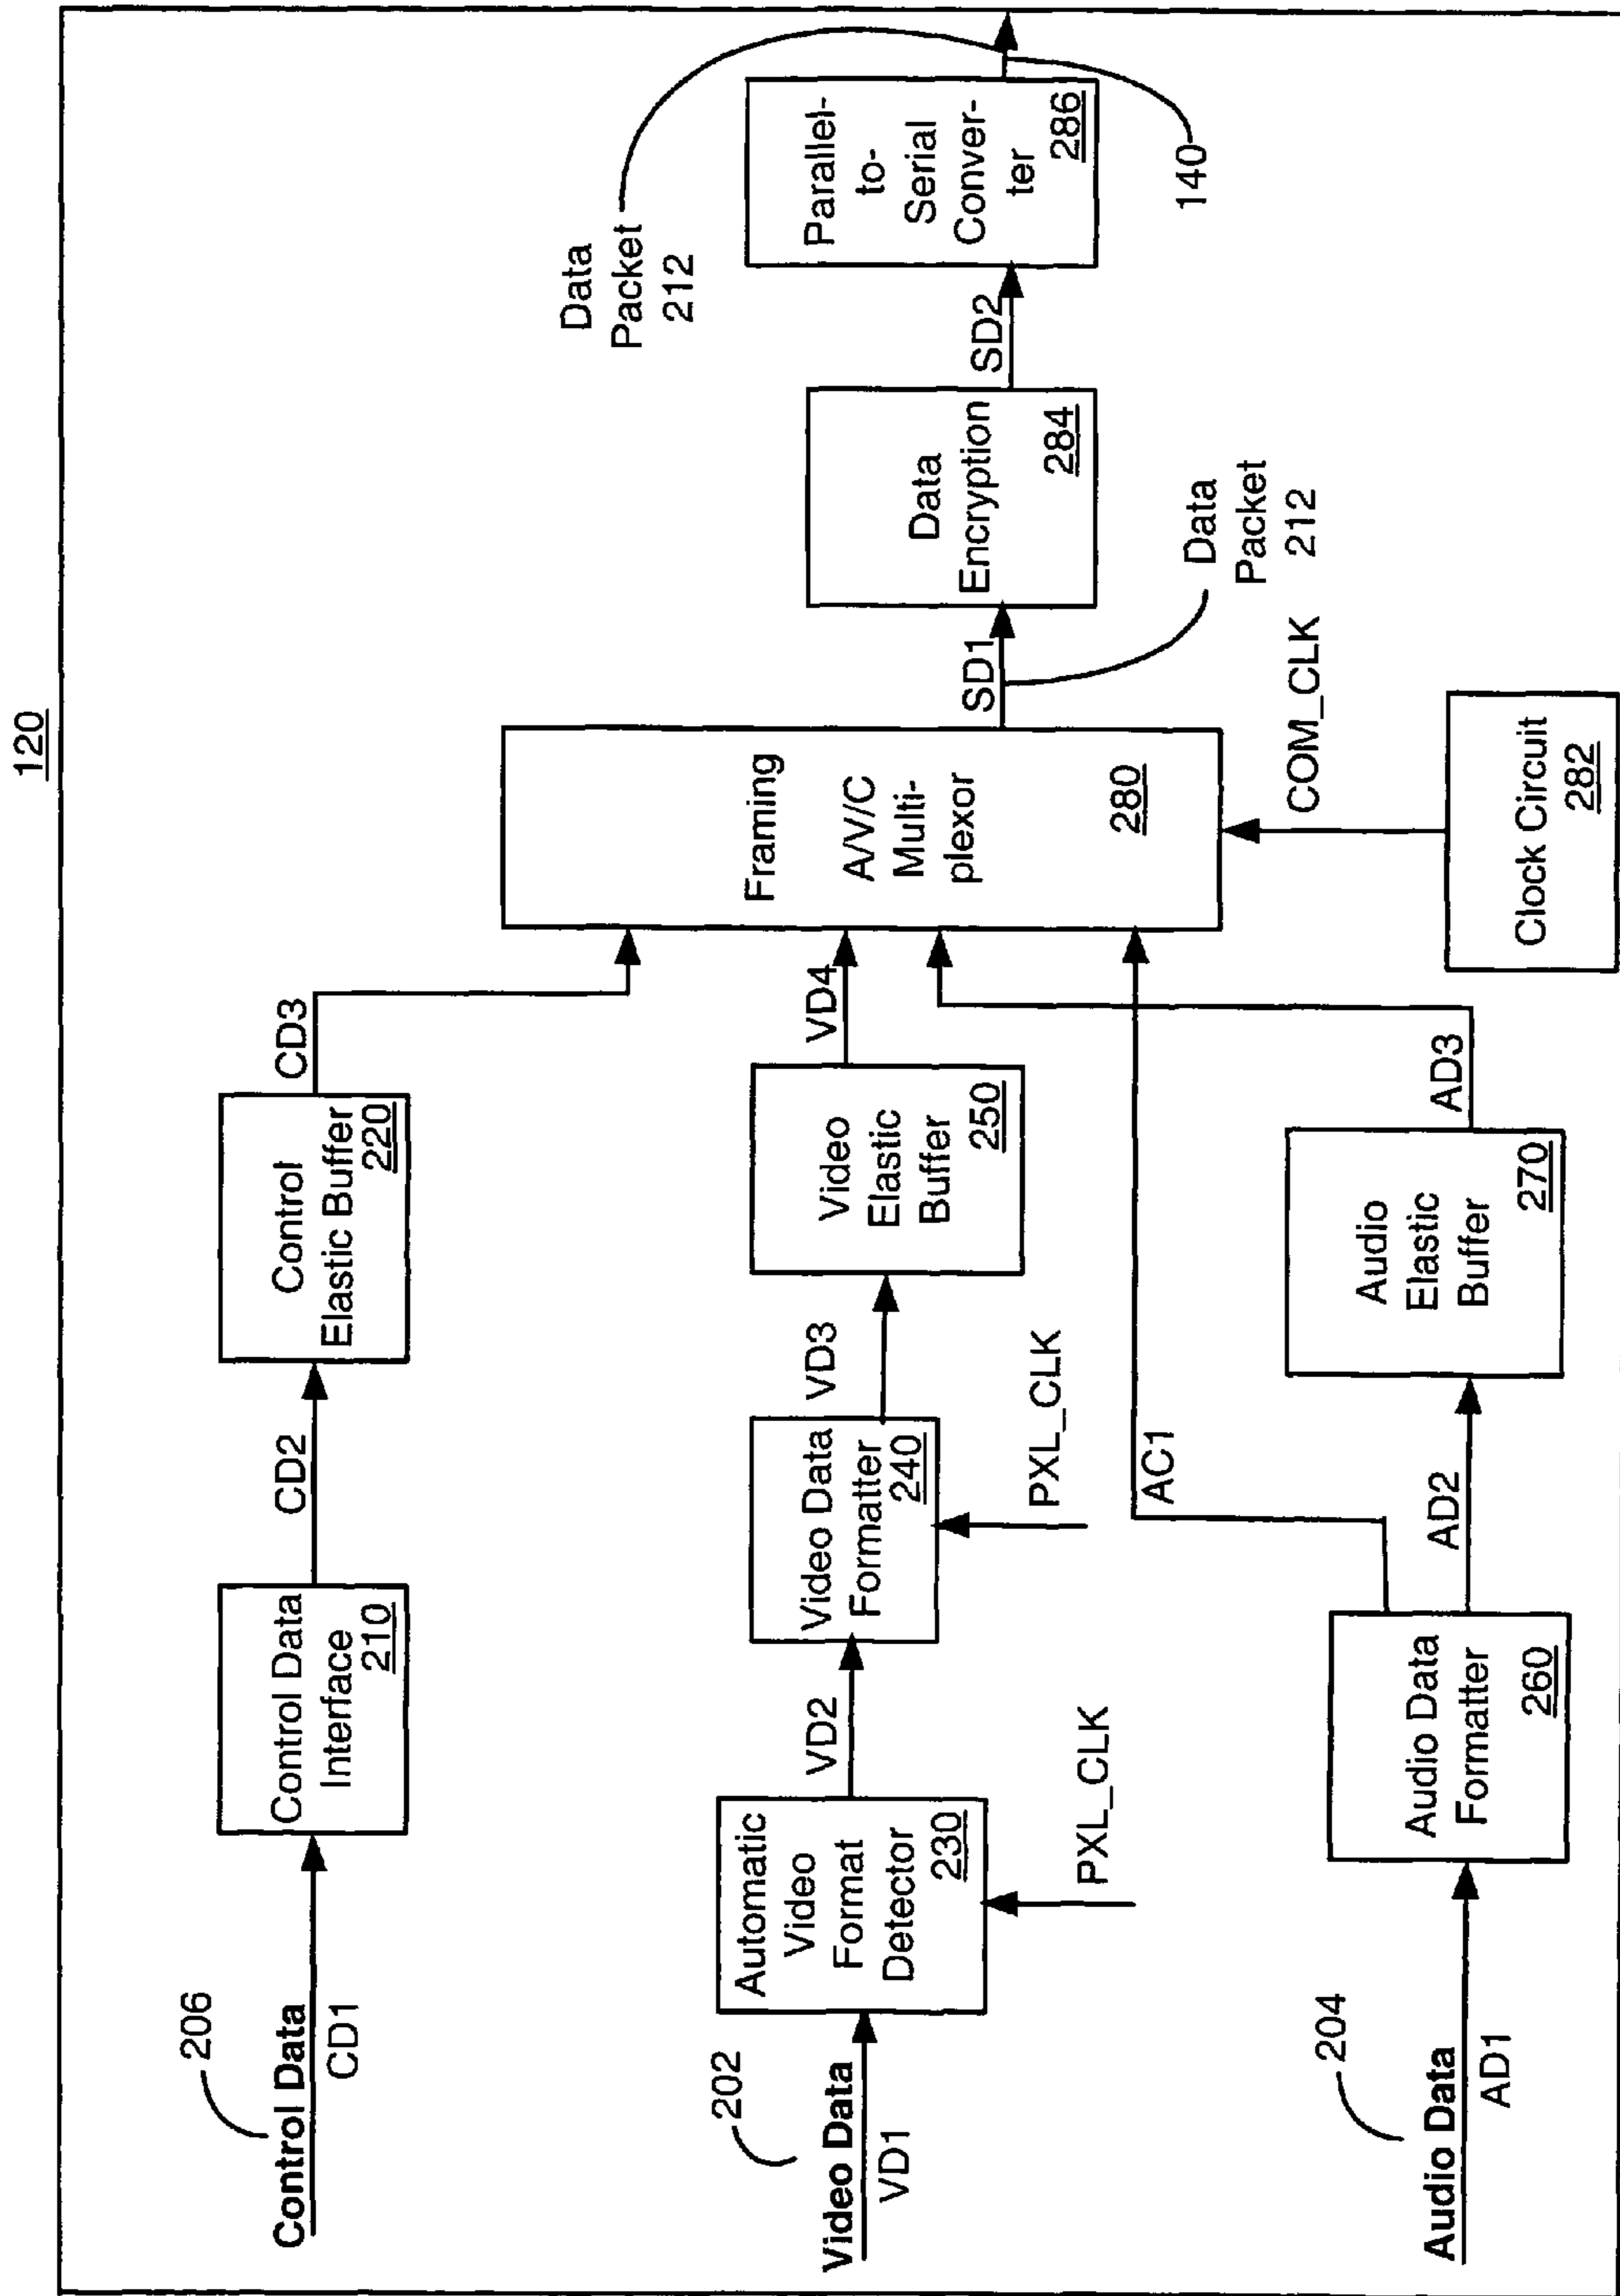 120
206
Control Data
CD1
Control Data
Interface
210
CD2
Control
Elastic Buffer
220
CD3
202
Video Data
VD1
Automatic
Video
Format
Detector
230
PXL_CLK
VD2
Video Data
Formatter
240
PXL_CLK
VD3
Video
Elastic
Buffer
250
VD4
204
Audio Data
AD1
Audio Data
Formatter
260
AC1
AD2
Audio
Elastic
Buffer
270
AD3
Framing
A/V/C
Multi-
plexor
280
COM_CLK
Clock Circuit
282
SD1
Data
Packet
212
Data
Encryption
284
SD2
Data
Packet
212
Parallel-
to-
Serial
Conver-
ter
286
140